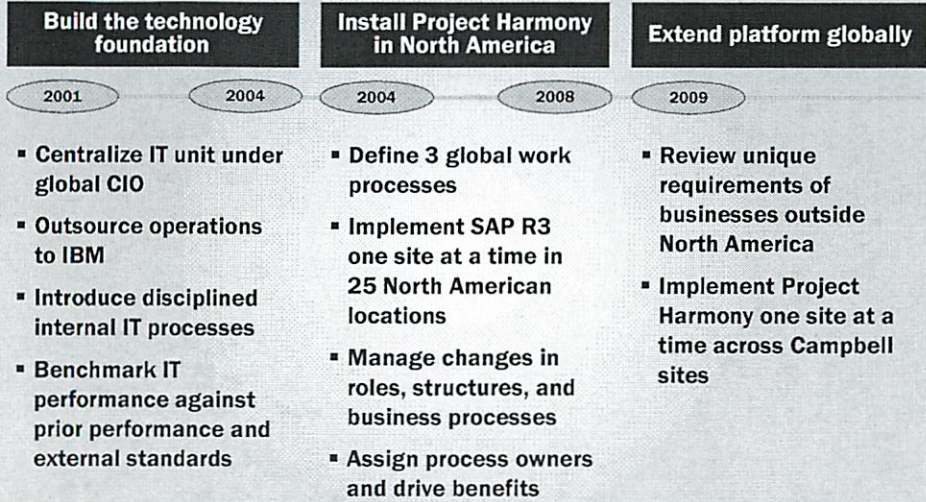 Build the technology
foundation
2001
2004
▪ Centralize IT unit under
global CIO
▪ Outsource operations
to IBM
▪ Introduce disciplined
internal IT processes
▪ Benchmark IT
performance against
prior performance and
external standards
Install Project Harmony
in North America
2004
2008
▪ Define 3 global work
processes
▪ Implement SAP R3
one site at a time in
25 North American
locations
▪ Manage changes in
roles, structures, and
business processes
▪ Assign process owners
and drive benefits
Extend platform globally
2009
▪ Review unique
requirements of
businesses outside
North America
▪ Implement Project
Harmony one site at a
time across Campbell
sites